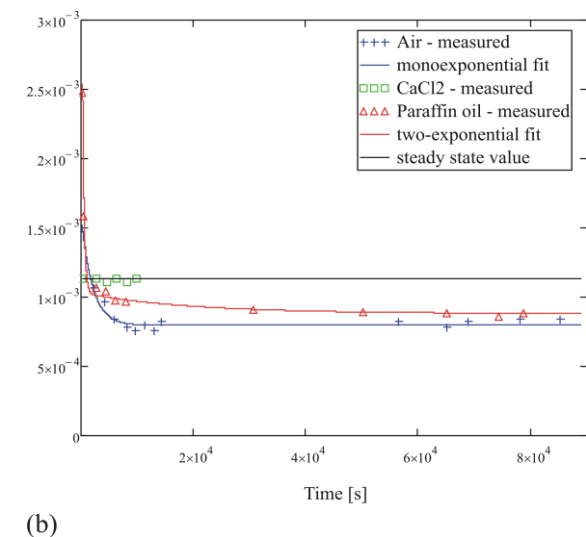 3×10⁻³
2.5×10⁻³
2×10⁻³
1.5×10⁻³
1×10⁻³
5×10⁻⁴
0
Air - measured
monoexponential fit
CaCl2 - measured
Paraffin oil - measured
two-exponential fit
steady state value
2×10⁴
4×10⁴
6×10⁴
8×10⁴
Time [s]
(b)